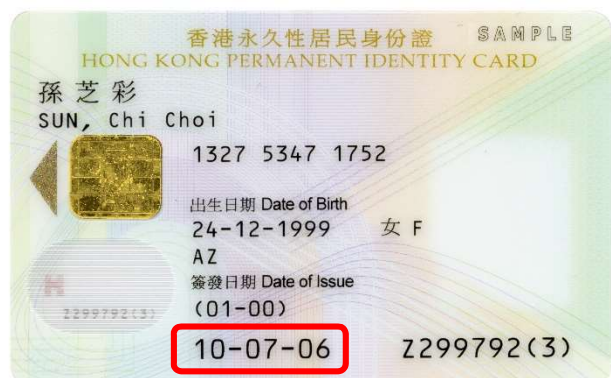 香港永久性居民身份證 SAMPLE
HONG KONG PERMANENT IDENTITY CARD
孫芝彩
SUN, Chi Choi
1327 5347 1752
出生日期 Date of Birth
24-12-1999 女 F
AZ
簽發日期 Date of Issue
H
(01-00)
Z299792(3)
10-07-06 Z299792(3)